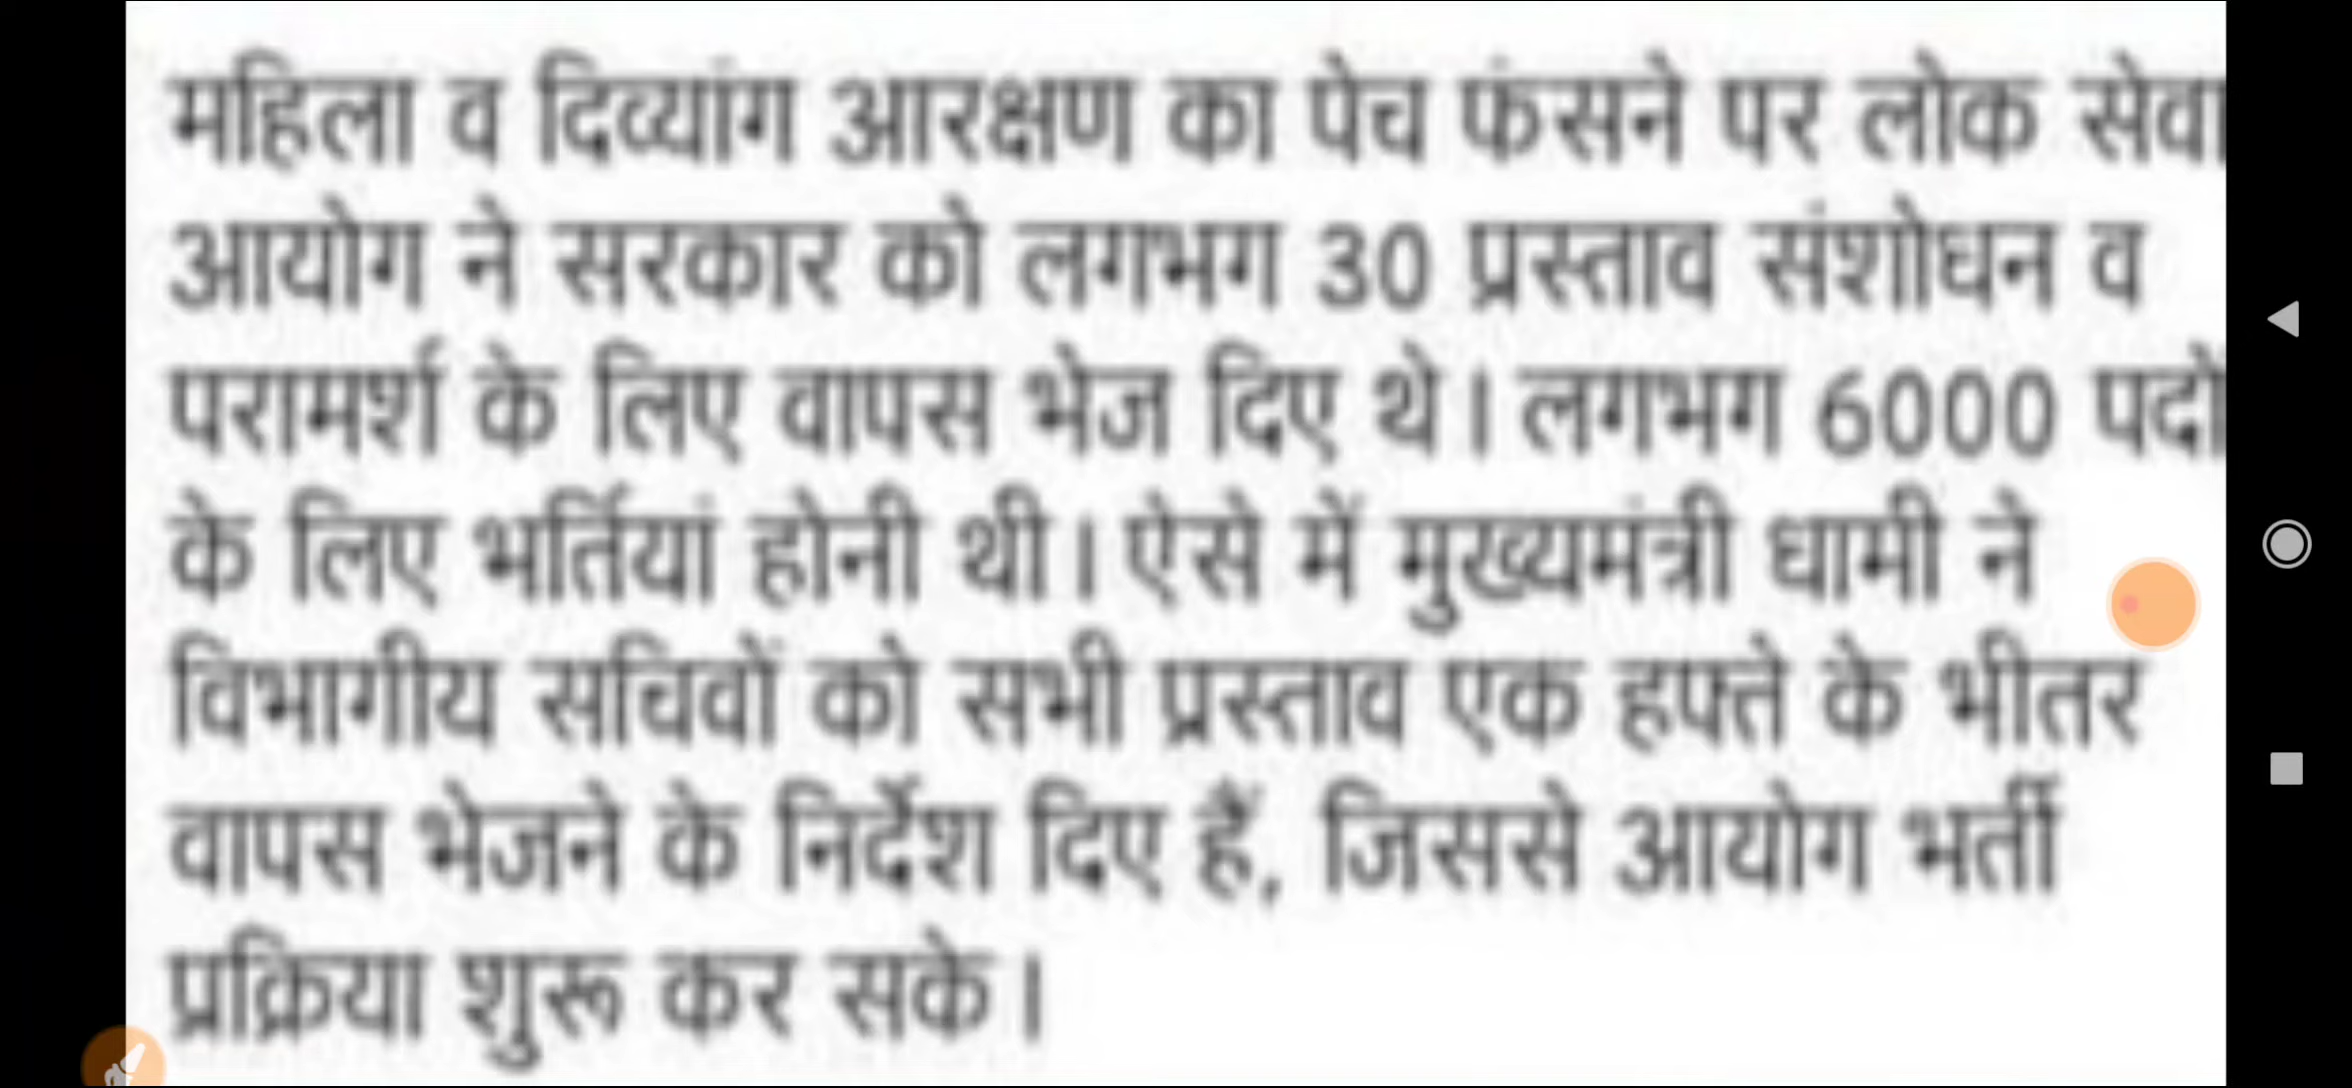 महिला व दिव्यांग आरक्षण का पेच फंसने पर लोक सेवा
आयोग ने सरकार को लगभग 30 प्रस्ताव संशोधन व
परामर्श के लिए वापस भेज दिए थे। लगभग 6000 पदों
के लिए भर्तियां होनी थी। ऐसे में मुख्यमंत्री धामी ने
विभागीय सचिवों को सभी प्रस्ताव एक हफ्ते के भीतर
वापस भेजने के निर्देश दिए हैं, जिससे आयोग भर्ती
प्रक्रिया शुरू कर सके।